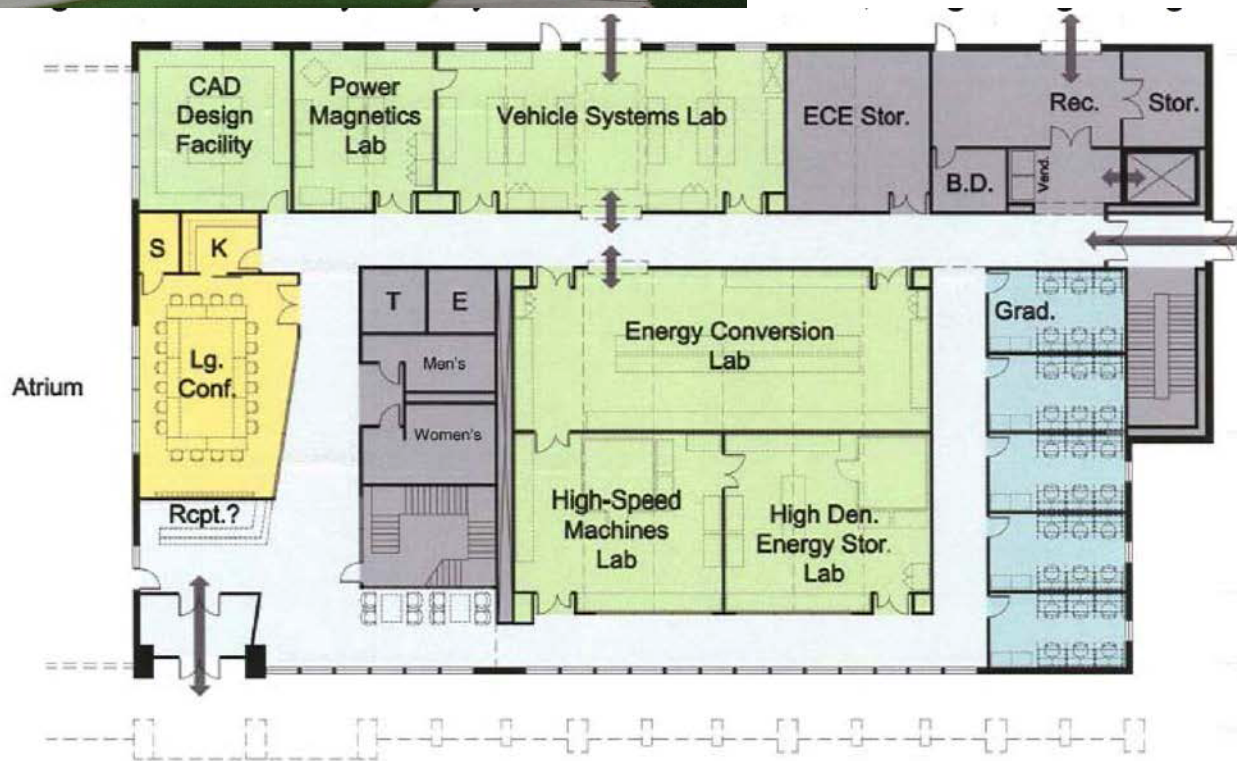 CAD
Design
Facility
Power
Magnetics
Lab
Vehicle Systems Lab
ECE Stor.
Rec.
Stor.
B.D.
Vend.
S
K
T
E
Grad.
Energy Conversion
Lab
Men's
Lg.
Conf.
Atrium
Women's
Rcpt.?
High-Speed
Machines
Lab
High Den.
Energy Stor.
Lab